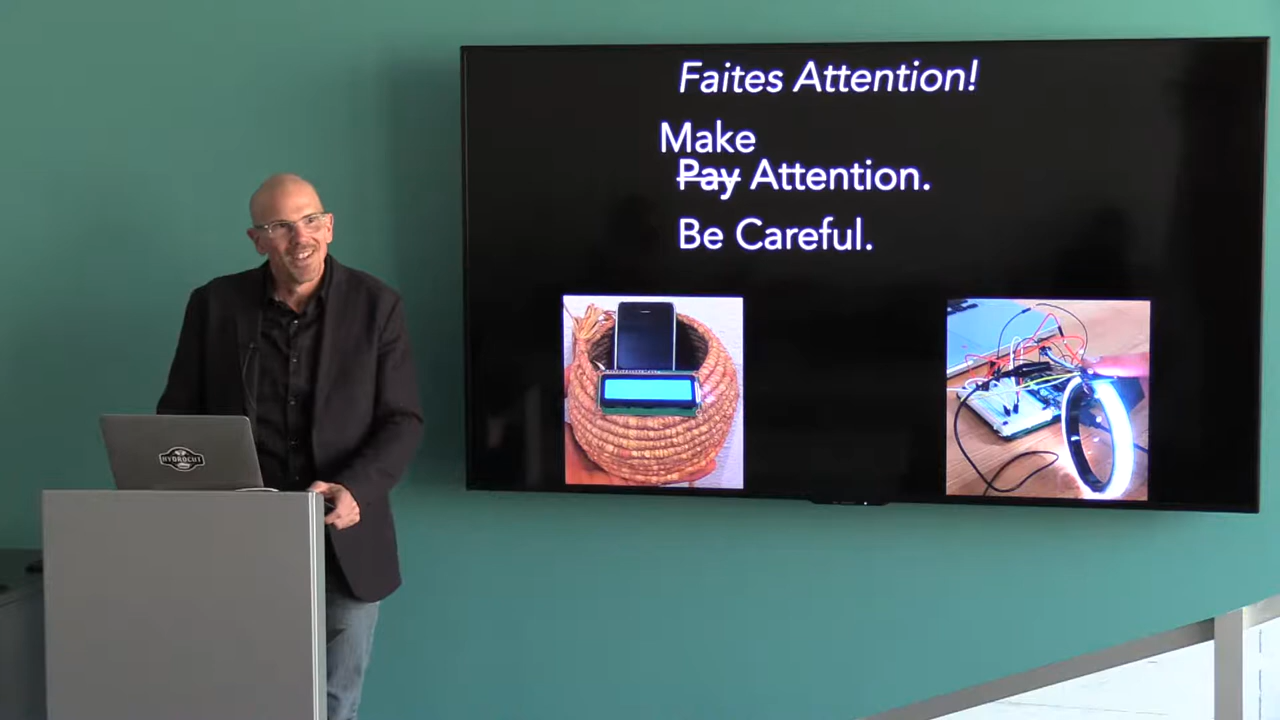 Faites Attention!
Make
Pay Attention.
Be Careful.
HYDROCUT